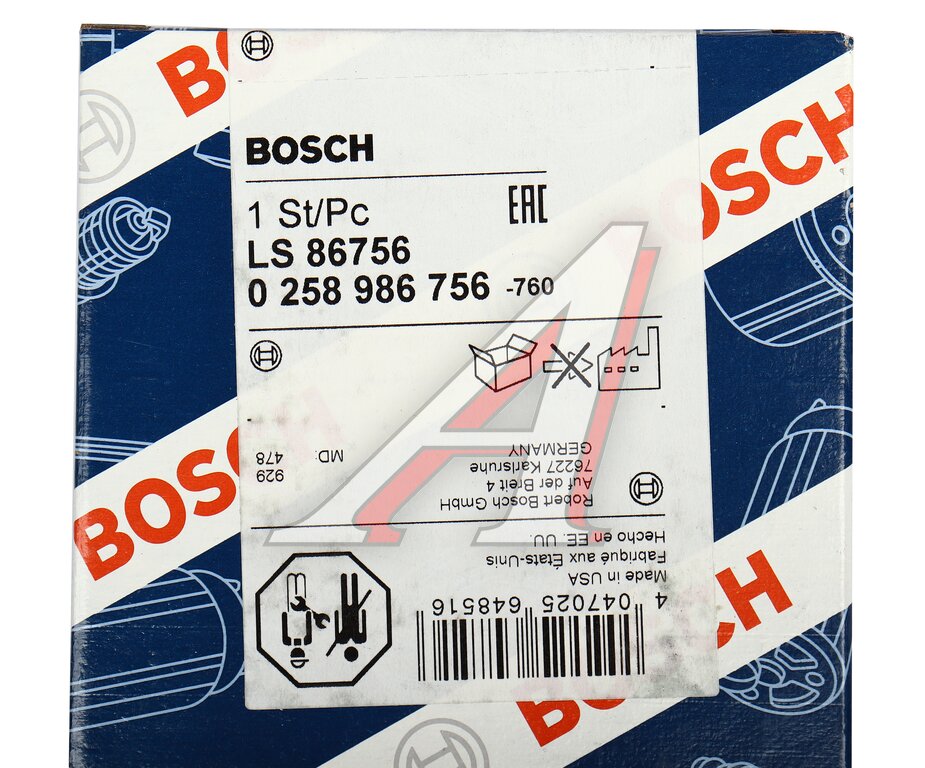 BOSCH
BOSCH
BOSCH
1 St/Pc
EAC
LS 86756
0 258 986 756 -760
BOSCH
MD:
929
478
Robert Bosch GmbH
Auf der Breit 4
76227 Karlsruhe
GERMANY
Made in USA
Fabriqué aux États-Unis
Hecho en EE. UU.
4 047025 648516
BOSCH